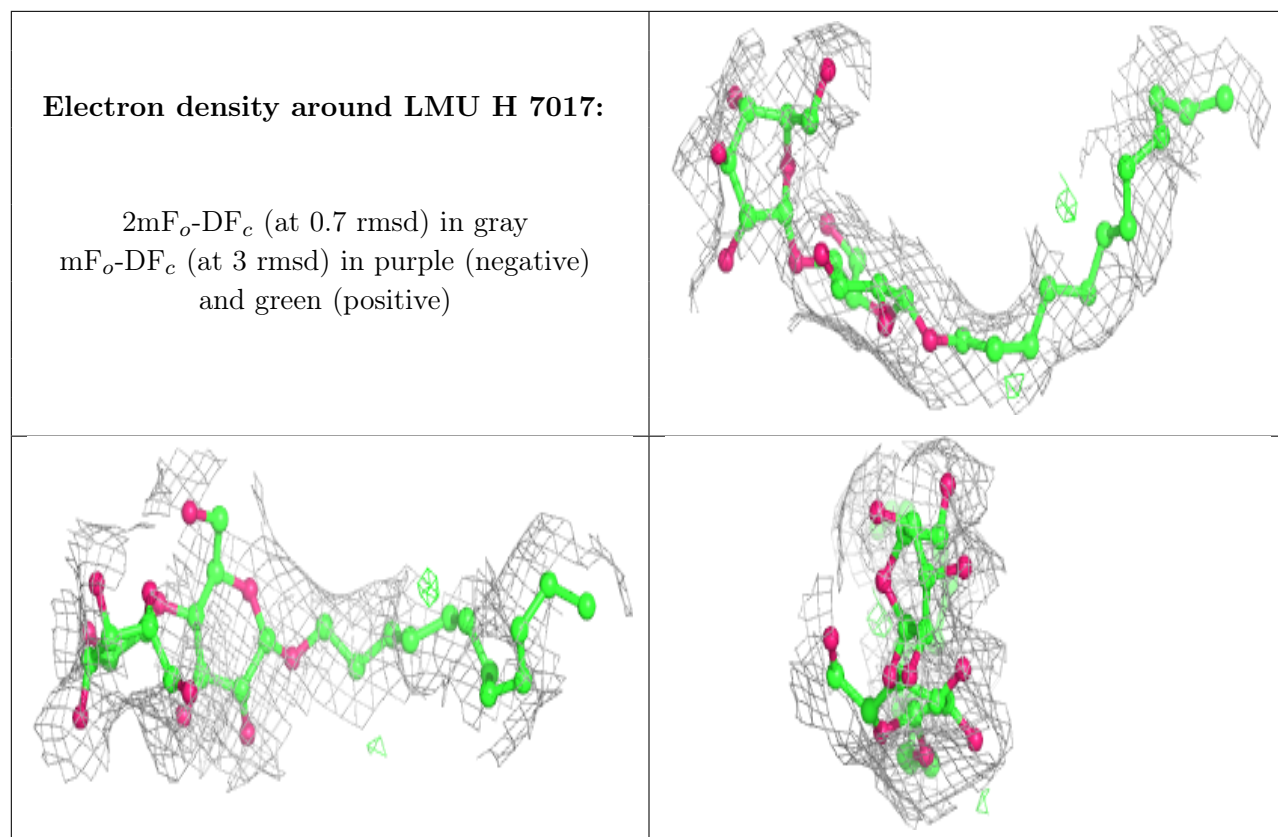 Electron density around LMU H 7017:
2mFo-DFc (at 0.7 rmsd) in gray
mFo-DFc (at 3 rmsd) in purple (negative)
and green (positive)